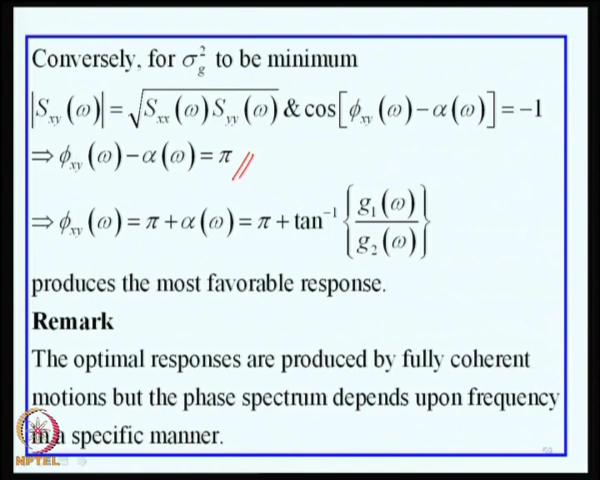 Conversely, for σ_g^2 to be minimum
|S_xy(ω)| = √(S_xx(ω)S_yy(ω)) & cos[ϕ_xy(ω) − α(ω)] = −1
⇒ ϕ_xy(ω) − α(ω) = π
⇒ ϕ_xy(ω) = π + α(ω) = π + tan^−1 {g_1(ω) / g_2(ω)}
produces the most favorable response.
Remark
The optimal responses are produced by fully coherent
motions but the phase spectrum depends upon frequency
in a specific manner.
NPTEL